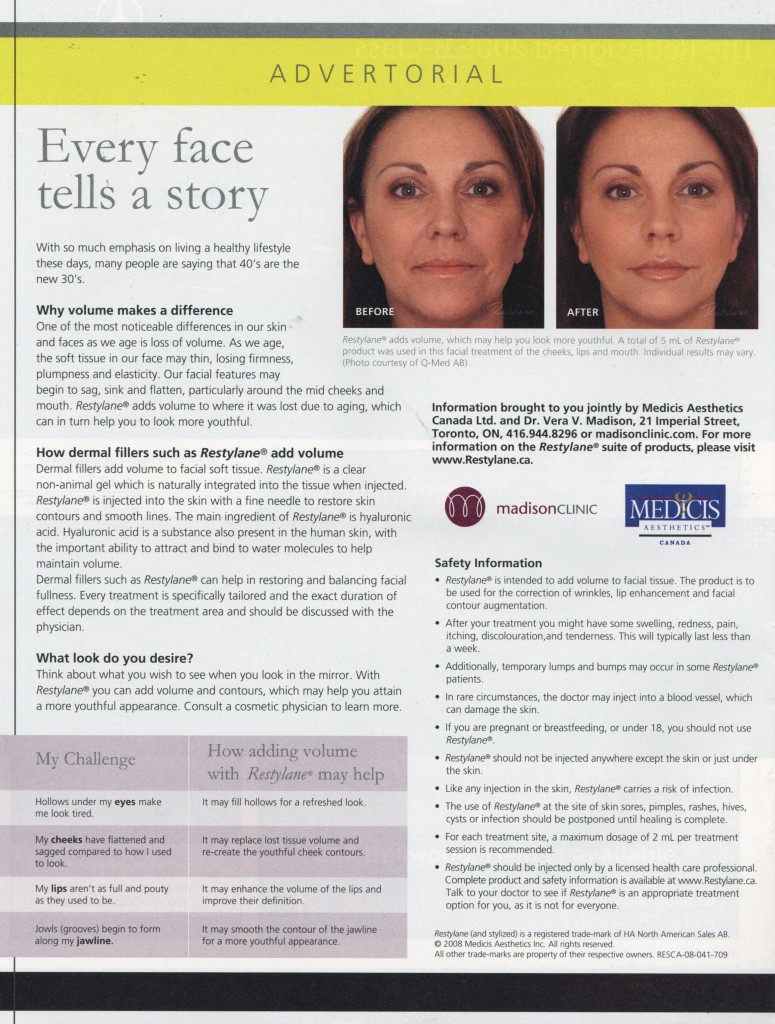 ADVERTORIAL
Every face
tells a story
With so much emphasis on living a healthy lifestyle
these days, many people are saying that 40's are the
new 30's.
Why volume makes a difference
One of the most noticeable differences in our skin
and faces as we age is loss of volume. As we age,
the soft tissue in our face may thin, losing firmness,
plumpness and elasticity. Our facial features may
begin to sag, sink and flatten, particularly around the mid cheeks and
mouth. Restylane® adds volume to where it was lost due to aging, which
can in turn help you to look more youthful.
How dermal fillers such as Restylane® add volume
Dermal fillers add volume to facial soft tissue. Restylane® is a clear
non-animal gel which is naturally integrated into the tissue when injected.
Restylane® is injected into the skin with a fine needle to restore skin
contours and smooth lines. The main ingredient of Restylane® is hyaluronic
acid. Hyaluronic acid is a substance also present in the human skin, with
the important ability to attract and bind to water molecules to help
maintain volume.
Dermal fillers such as Restylane® can help in restoring and balancing facial
fullness. Every treatment is specifically tailored and the exact duration of
effect depends on the treatment area and should be discussed with the
physician.
What look do you desire?
Think about what you wish to see when you look in the mirror. With
Restylane® you can add volume and contours, which may help you attain
a more youthful appearance. Consult a cosmetic physician to learn more.
My Challenge
How adding volume
with Restylane® may help
Hollows under my eyes make
me look tired.
It may fill hollows for a refreshed look.
My cheeks have flattened and
sagged compared to how I used
to look.
It may replace lost tissue volume and
re-create the youthful cheek contours.
My lips aren't as full and pouty
as they used to be.
It may enhance the volume of the lips and
improve their definition.
Jowls (grooves) begin to form
along my jawline.
It may smooth the contour of the jawline
for a more youthful appearance.
BEFORE
AFTER
Restylane® adds volume, which may help you look more youthful. A total of 5 mL of Restylane®
product was used in this facial treatment of the cheeks, lips and mouth. Individual results may vary.
(Photo courtesy of Q-Med AB)
Information brought to you jointly by Medicis Aesthetics
Canada Ltd. and Dr. Vera V. Madison, 21 Imperial Street,
Toronto, ON, 416.944.8296 or madisonclinic.com. For more
information on the Restylane® suite of products, please visit
www.Restylane.ca.
madisonCLINIC
MEDICIS
AESTHETICS™
CANADA
Safety Information
• Restylane® is intended to add volume to facial tissue. The product is to
be used for the correction of wrinkles, lip enhancement and facial
contour augmentation.
• After your treatment you might have some swelling, redness, pain,
itching, discolouration,and tenderness. This will typically last less than
a week.
• Additionally, temporary lumps and bumps may occur in some Restylane®
patients.
• In rare circumstances, the doctor may inject into a blood vessel, which
can damage the skin.
• If you are pregnant or breastfeeding, or under 18, you should not use
Restylane®.
• Restylane® should not be injected anywhere except the skin or just under
the skin.
• Like any injection in the skin, Restylane® carries a risk of infection.
• The use of Restylane® at the site of skin sores, pimples, rashes, hives,
cysts or infection should be postponed until healing is complete.
• For each treatment site, a maximum dosage of 2 mL per treatment
session is recommended.
• Restylane® should be injected only by a licensed health care professional.
Complete product and safety information is available at www.Restylane.ca.
Talk to your doctor to see if Restylane® is an appropriate treatment
option for you, as it is not for everyone.
Restylane (and stylized) is a registered trade-mark of HA North American Sales AB.
© 2008 Medicis Aesthetics Inc. All rights reserved.
All other trade-marks are property of their respective owners. RESCA-08-041-709